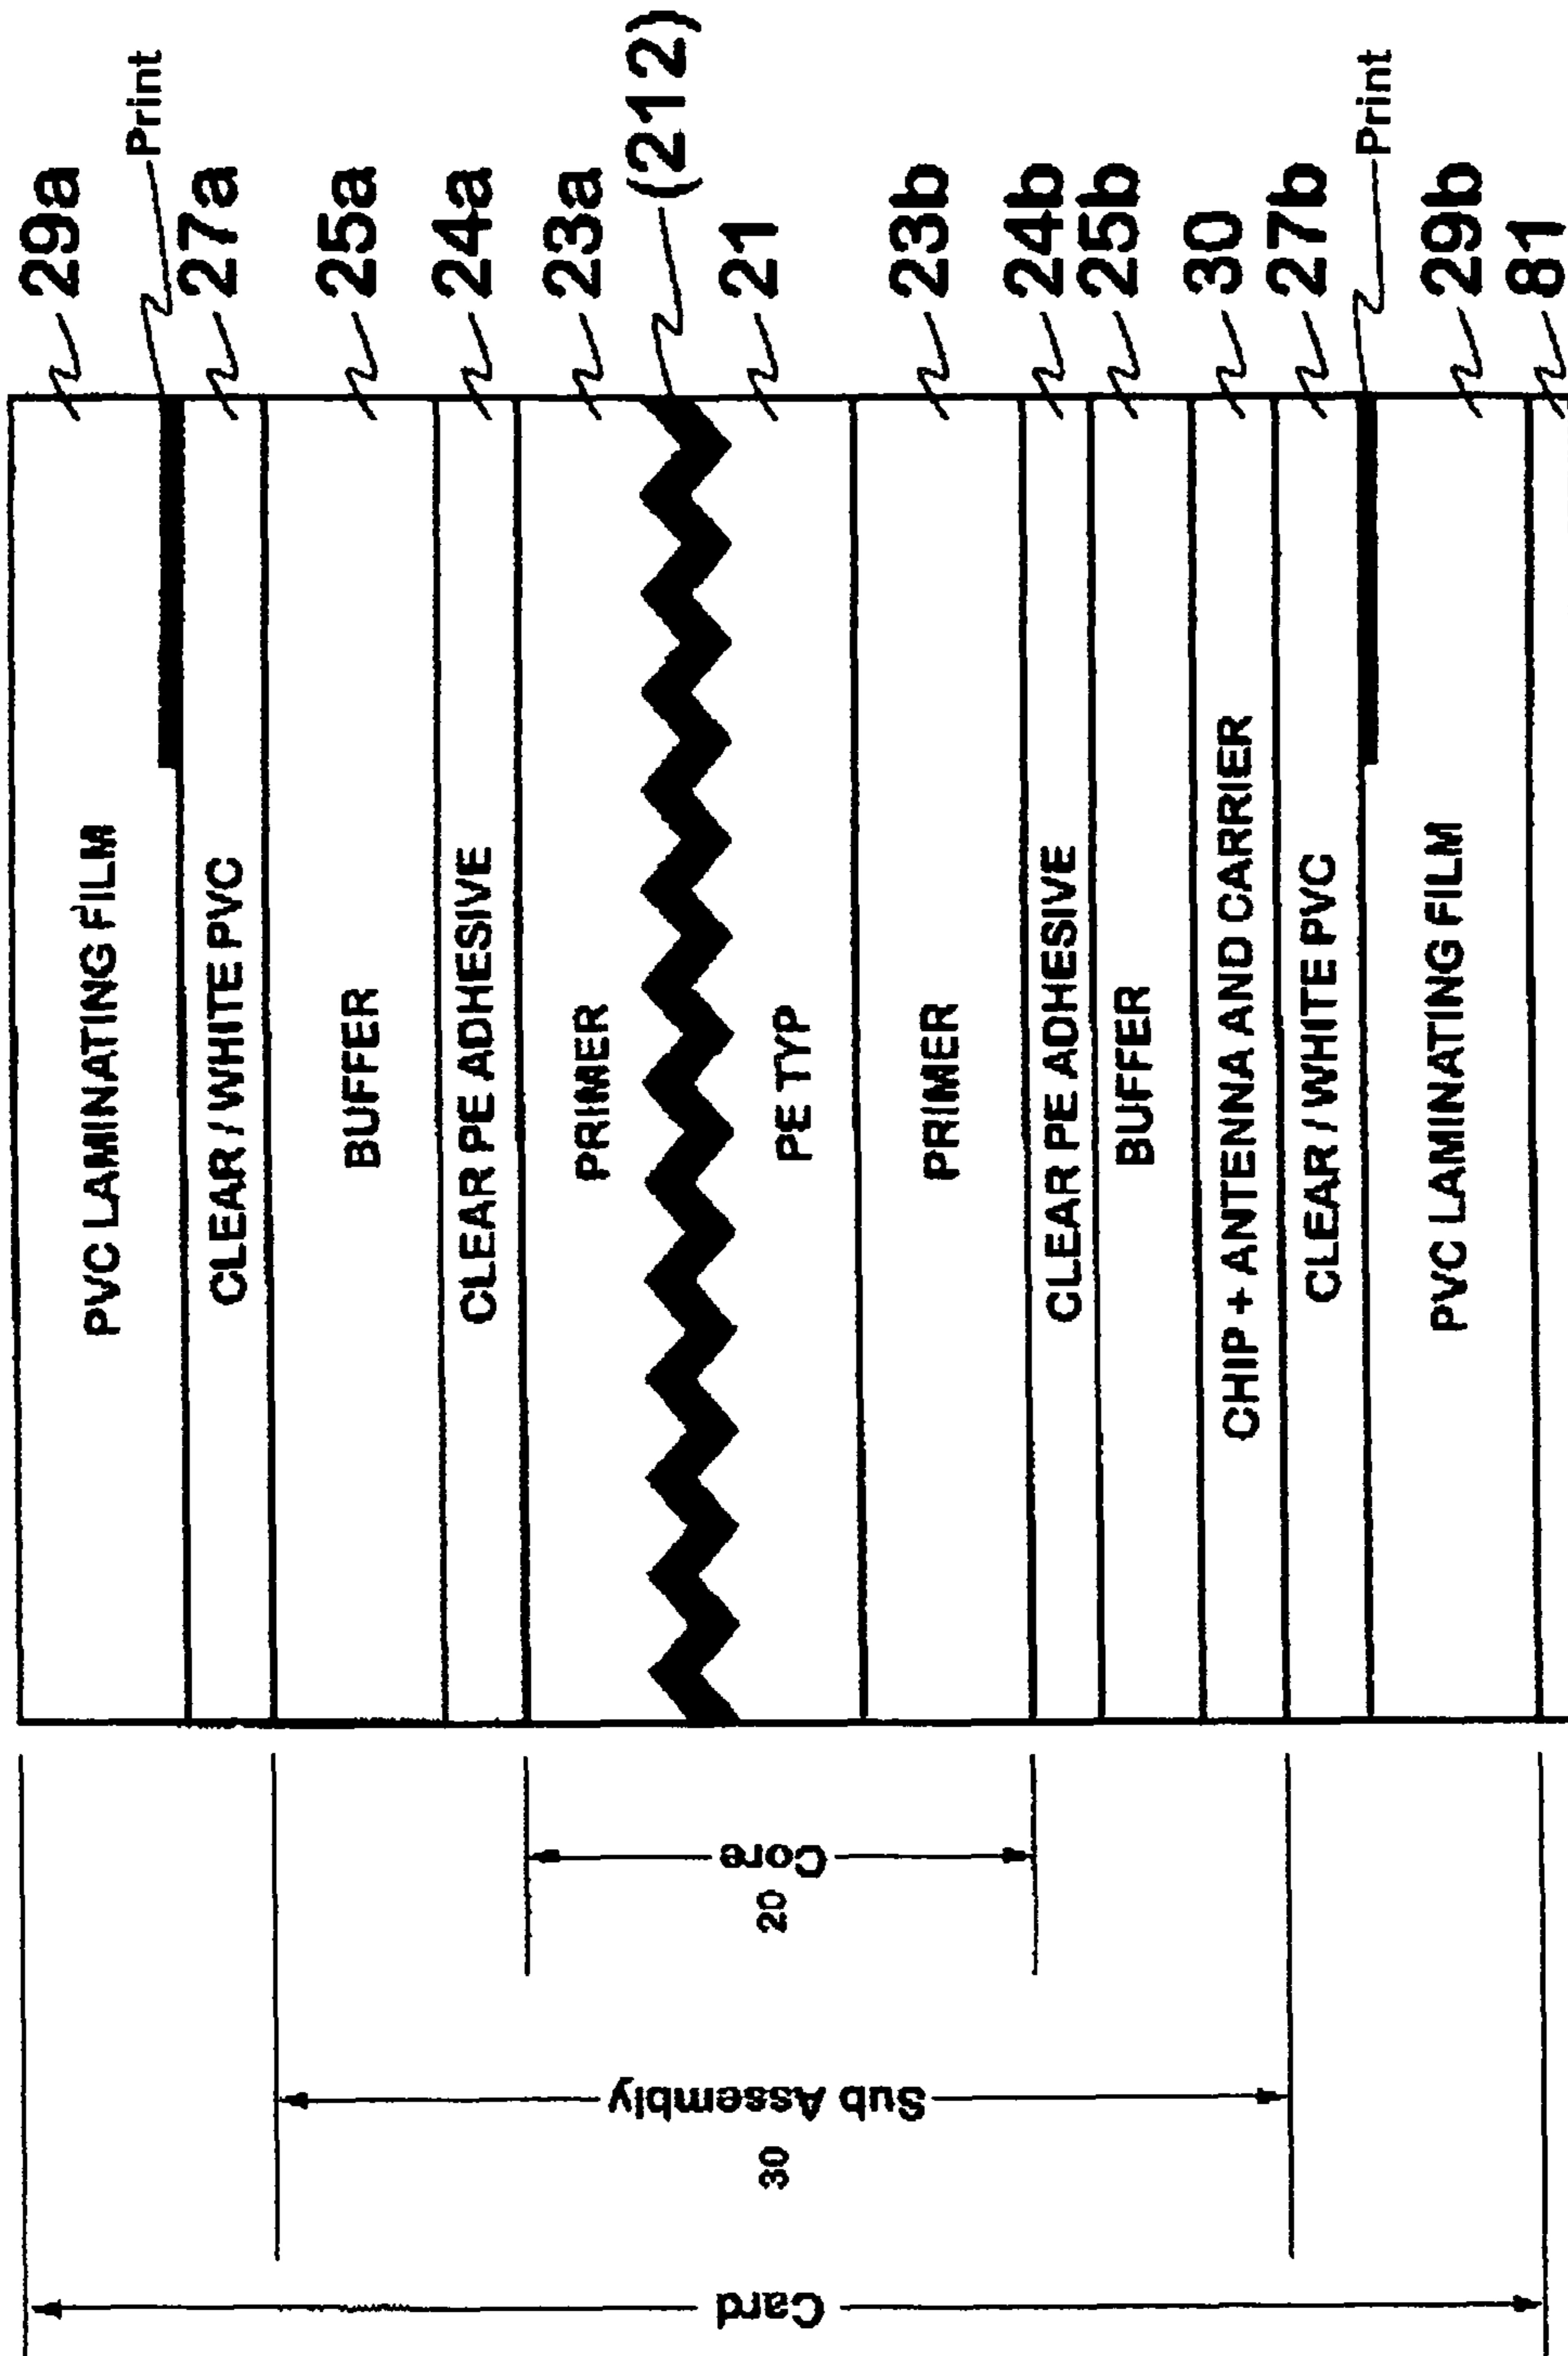 29a
Print
27a
25a
24a
23a
(212)
21
23b
24b
25b
30
27b
Print
29b
81
PVC LAMINATING FILM
CLEAR / WHITE PVC
BUFFER
CLEAR PE ADHESIVE
PRIMER
PE TYP
PRIMER
CLEAR PE ADHESIVE
BUFFER
CHIP + ANTENNA AND CARRIER
CLEAR / WHITE PVC
PVC LAMINATING FILM
Core
20
Sub Assembly
30
Card